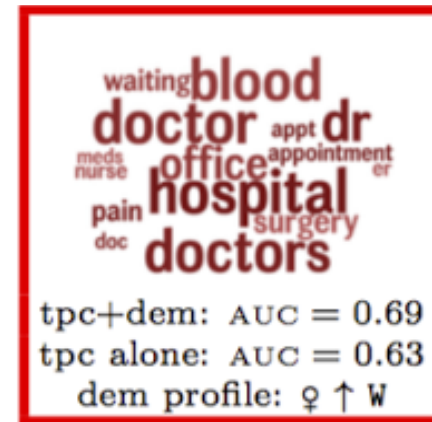 waiting blood
doctor appt dr
meds office appointment
nurse er
hospital
pain surgery
doc doctors
tpc+dem: AUC = 0.69
tpc alone: AUC = 0.63
dem profile: ♀ ↑ W